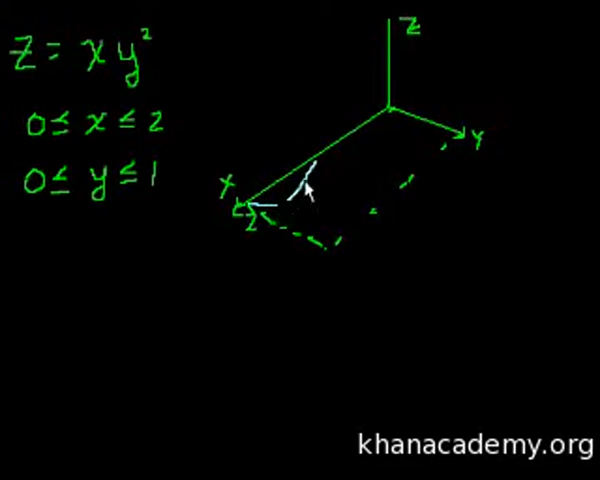 z = xy²
0 ≤ x ≤ 2
0 ≤ y ≤ 1
z
y
x
2
khanacademy.org